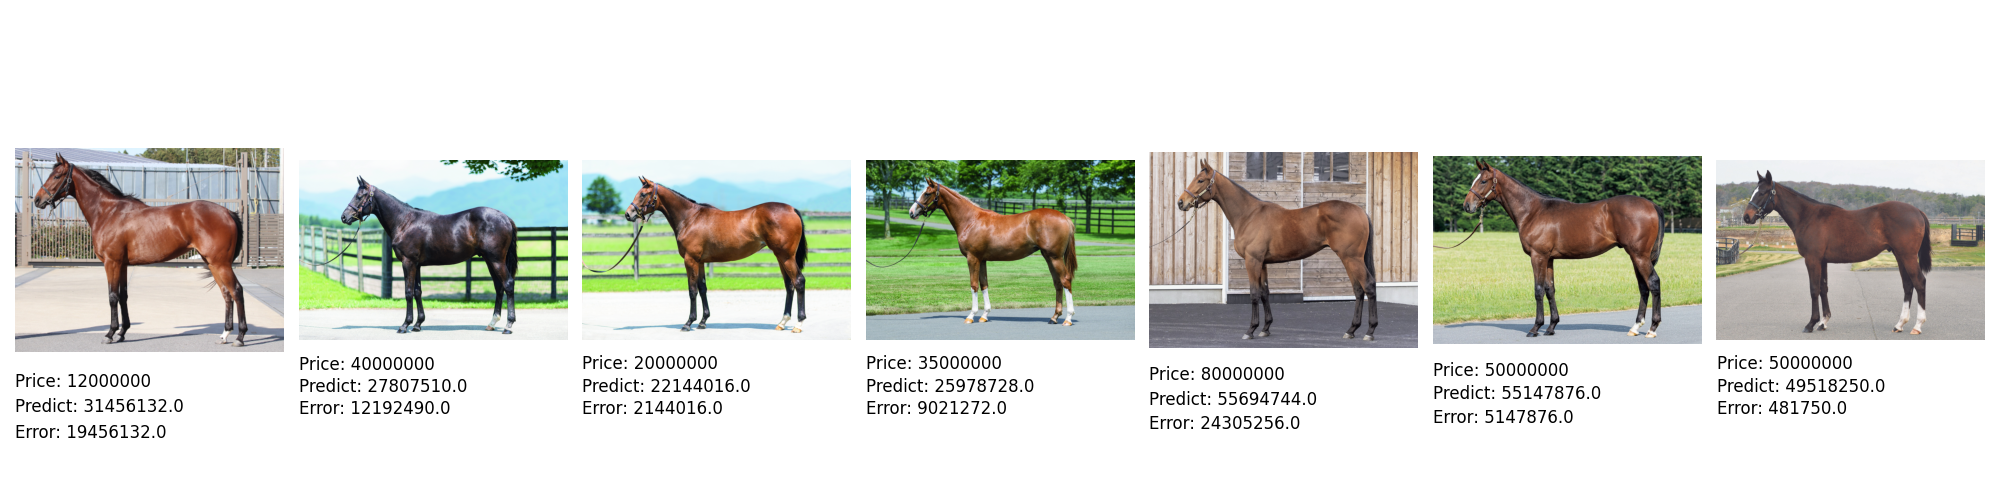 Price: 12000000
Predict: 31456132.0
Error: 19456132.0
Price: 40000000
Predict: 27807510.0
Error: 12192490.0
Price: 20000000
Predict: 22144016.0
Error: 2144016.0
Price: 35000000
Predict: 25978728.0
Error: 9021272.0
Price: 80000000
Predict: 55694744.0
Error: 24305256.0
Price: 50000000
Predict: 55147876.0
Error: 5147876.0
Price: 50000000
Predict: 49518250.0
Error: 481750.0